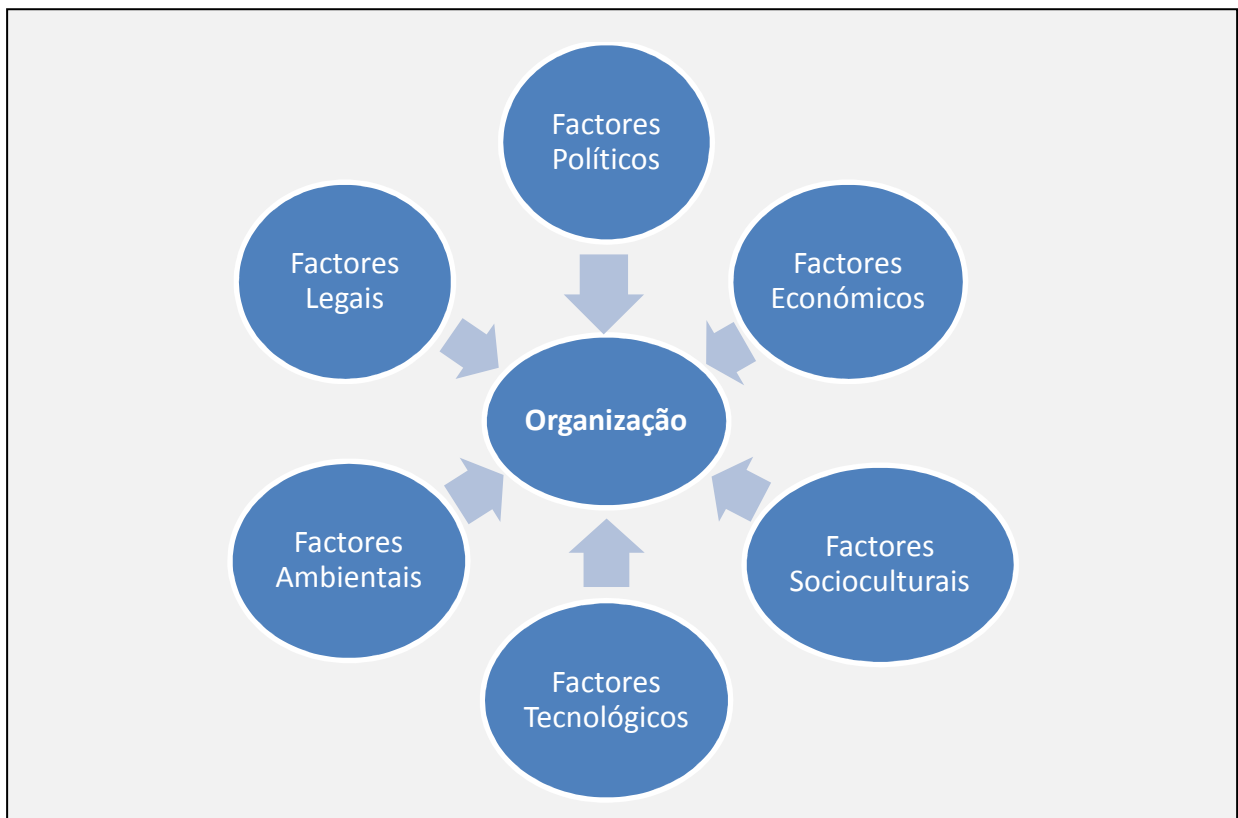 Factores
Políticos
Factores
Económicos
Factores
Socioculturais
Factores
Tecnológicos
Factores
Ambientais
Factores
Legais
Organização